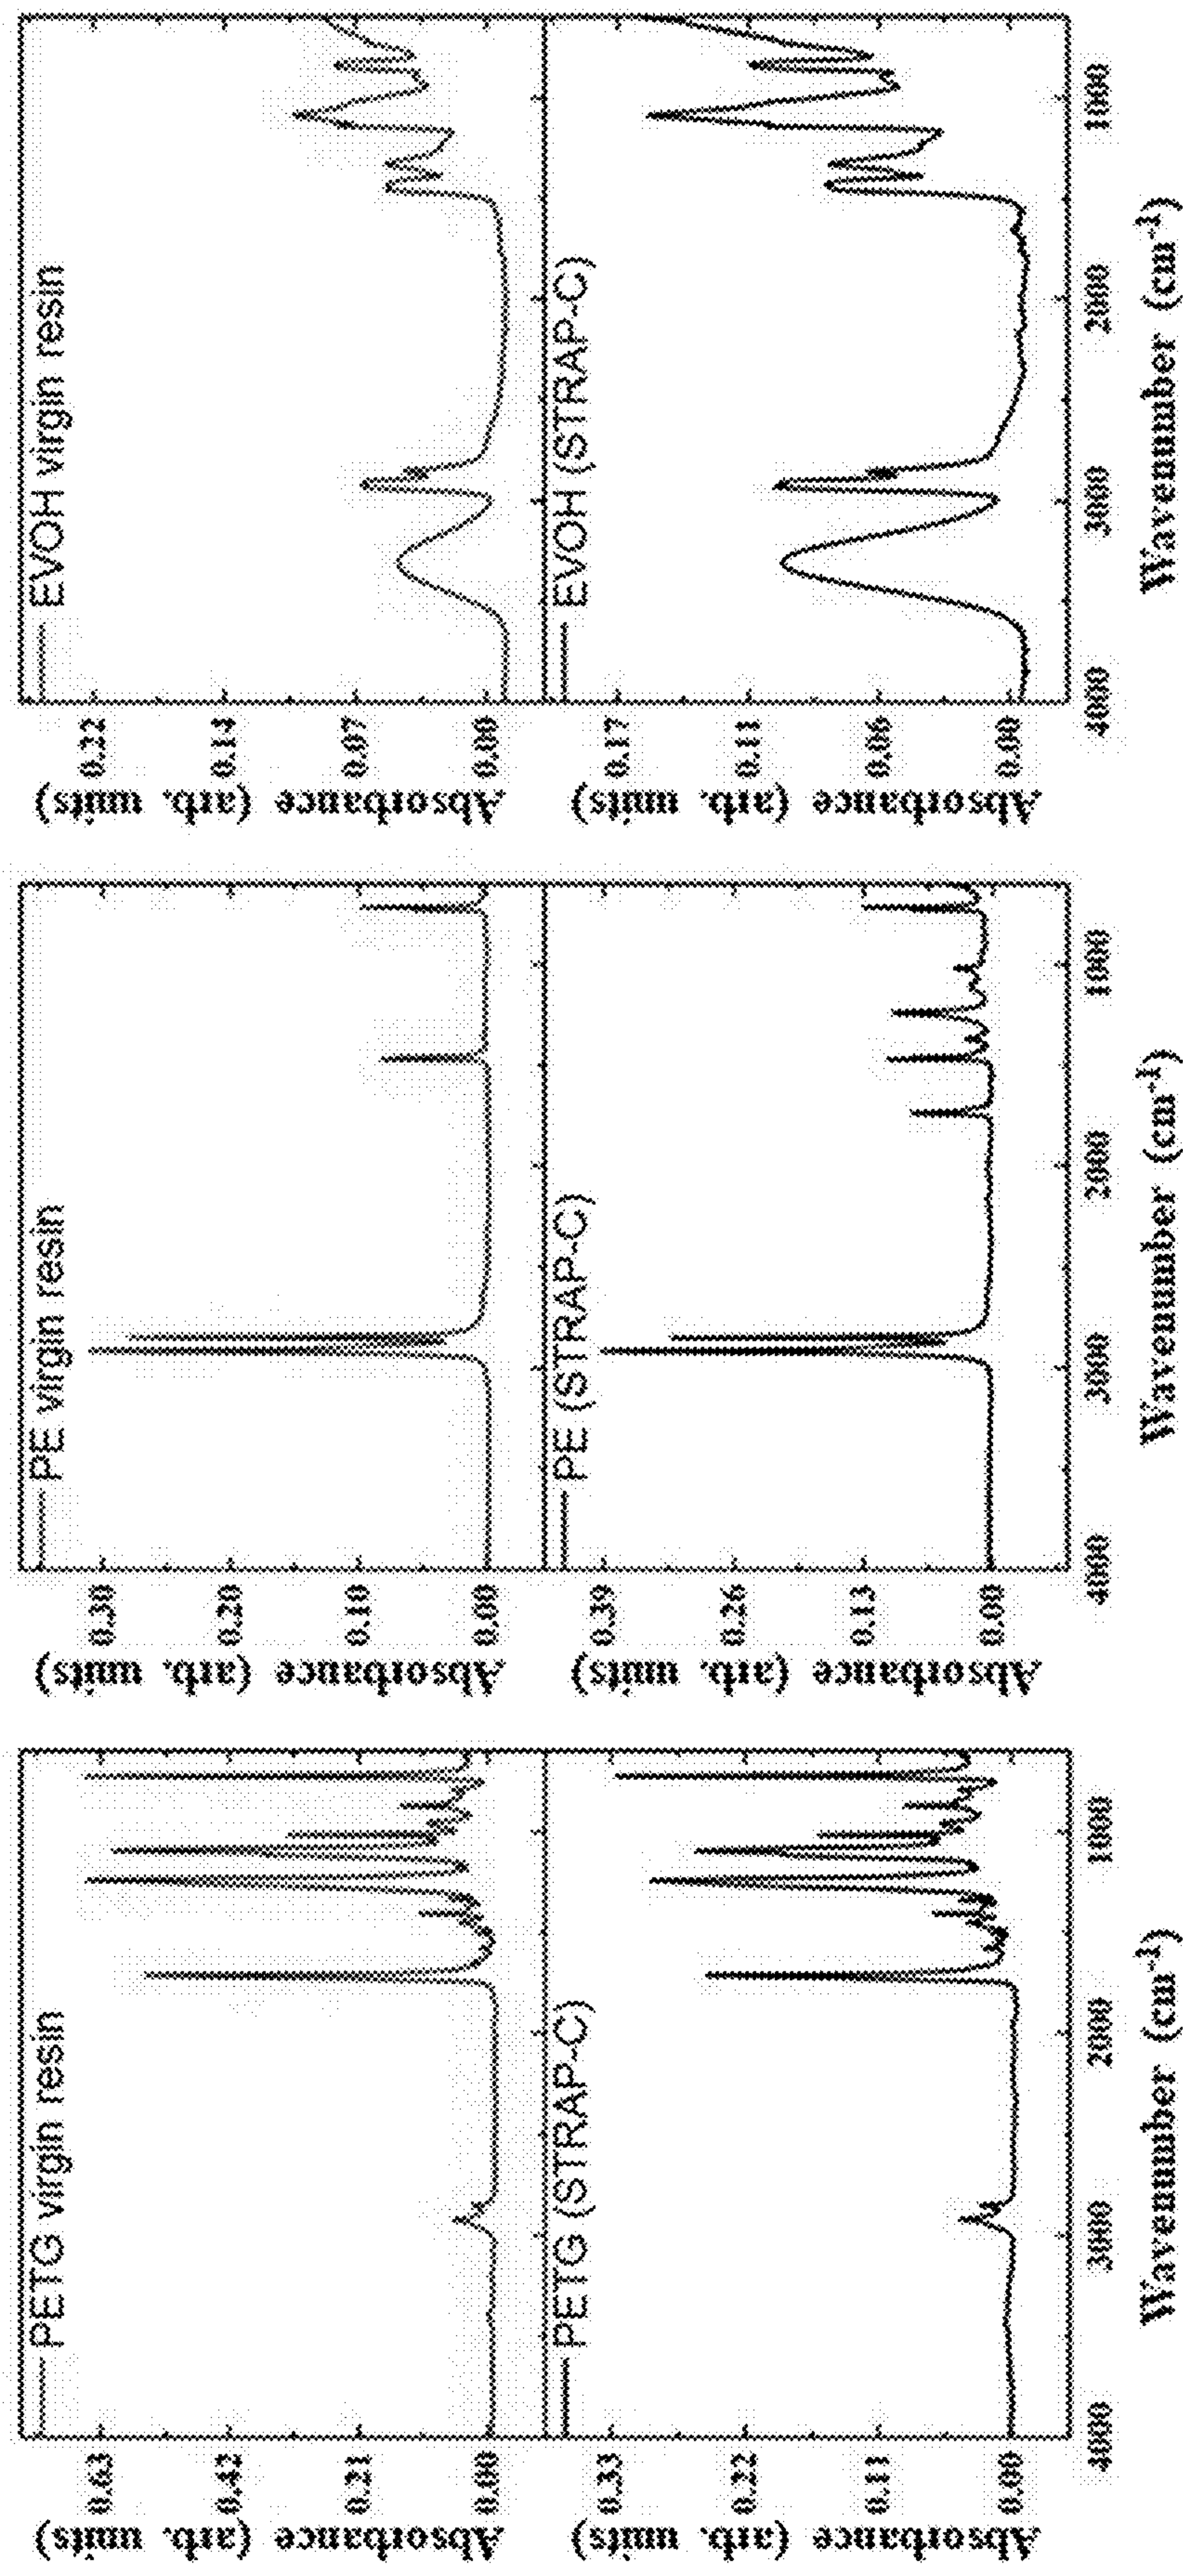 PETG virgin resin
0.63
0.42
0.21
0.00
Absorbance (arb. units)
PETG (STRAP-C)
0.33
0.22
0.11
0.00
Absorbance (arb. units)
4000 3000 2000 1000
Wavenumber (cm⁻¹)
PE virgin resin
0.30
0.20
0.10
0.00
Absorbance (arb. units)
PE (STRAP-C)
0.39
0.26
0.13
0.00
Absorbance (arb. units)
4000 3000 2000 1000
Wavenumber (cm⁻¹)
EVOH virgin resin
0.22
0.14
0.07
0.00
Absorbance (arb. units)
EVOH (STRAP-C)
0.17
0.11
0.06
0.00
Absorbance (arb. units)
4000 3000 2000 1000
Wavenumber (cm⁻¹)